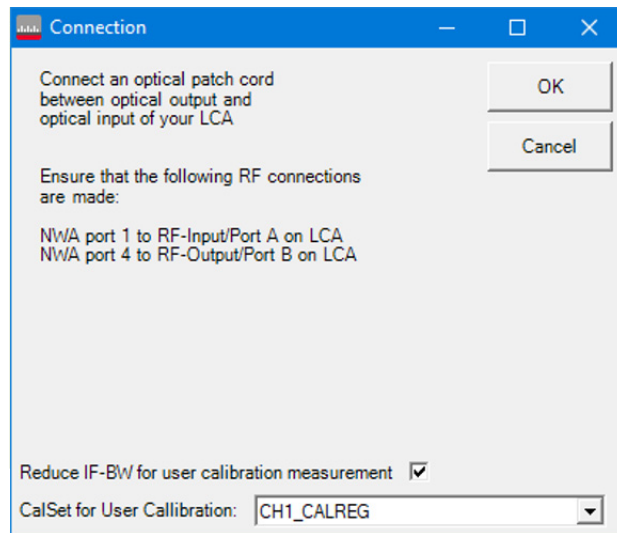 Connection
Connect an optical patch cord
between optical output and
optical input of your LCA
OK
Cancel
Ensure that the following RF connections
are made:
NWA port 1 to RF-Input/Port A on LCA
NWA port 4 to RF-Output/Port B on LCA
Reduce IF-BW for user calibration measurement
CalSet for User Callibration: CH1_CALREG